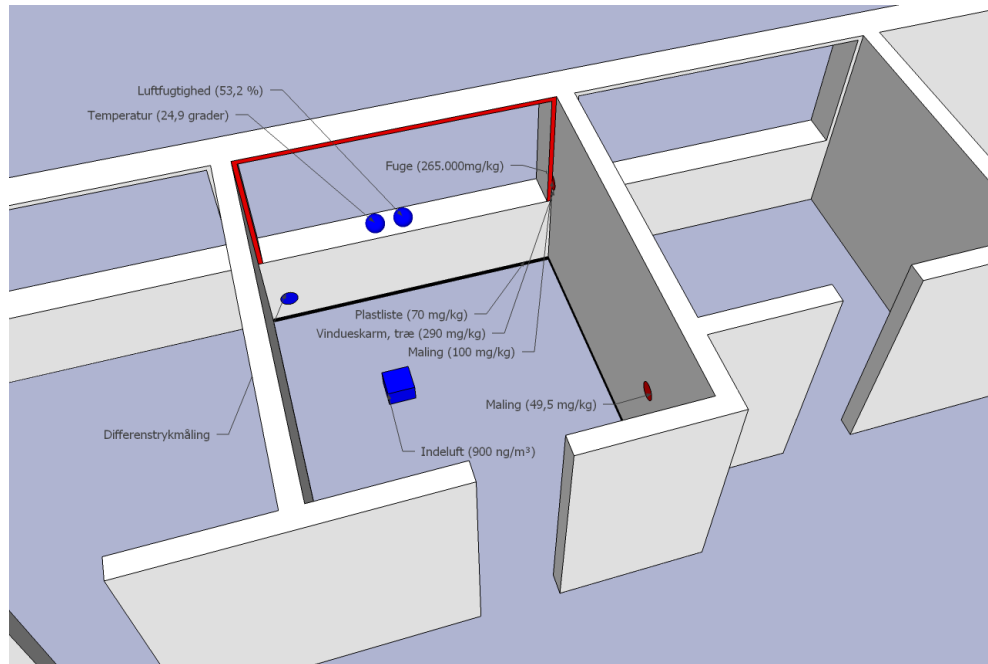 Luftfugtighed (53,2 %)
Temperatur (24,9 grader)
Fuge (265.000mg/kg)
Plastliste (70 mg/kg)
Vindueskarm, træ (290 mg/kg)
Maling (100 mg/kg)
Maling (49,5 mg/kg)
Differenstrykmåling
Indeluft (900 ng/m³)